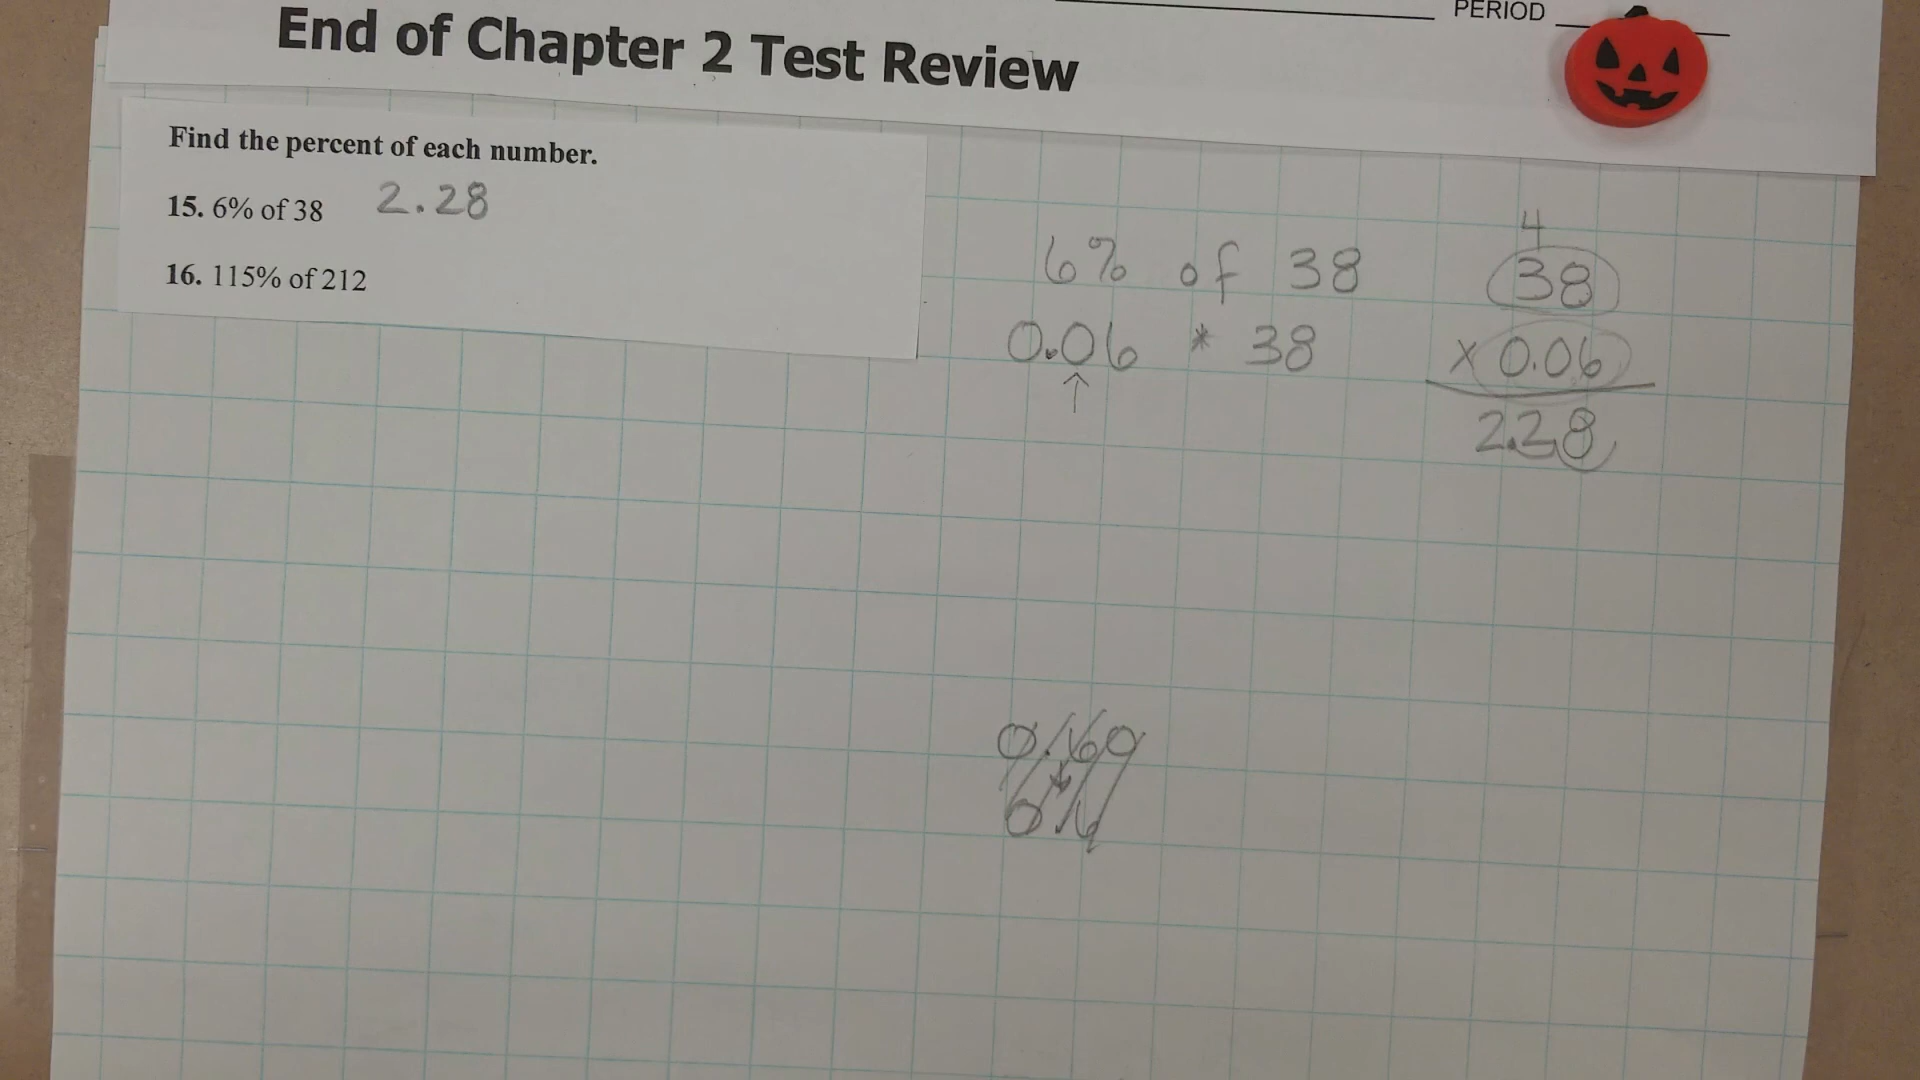 PERIOD
End of Chapter 2 Test Review
Find the percent of each number.
15. 6% of 38 2.28
16. 115% of 212
6% of 38
0.06 * 38
↑
4
38
x 0.06
2.28